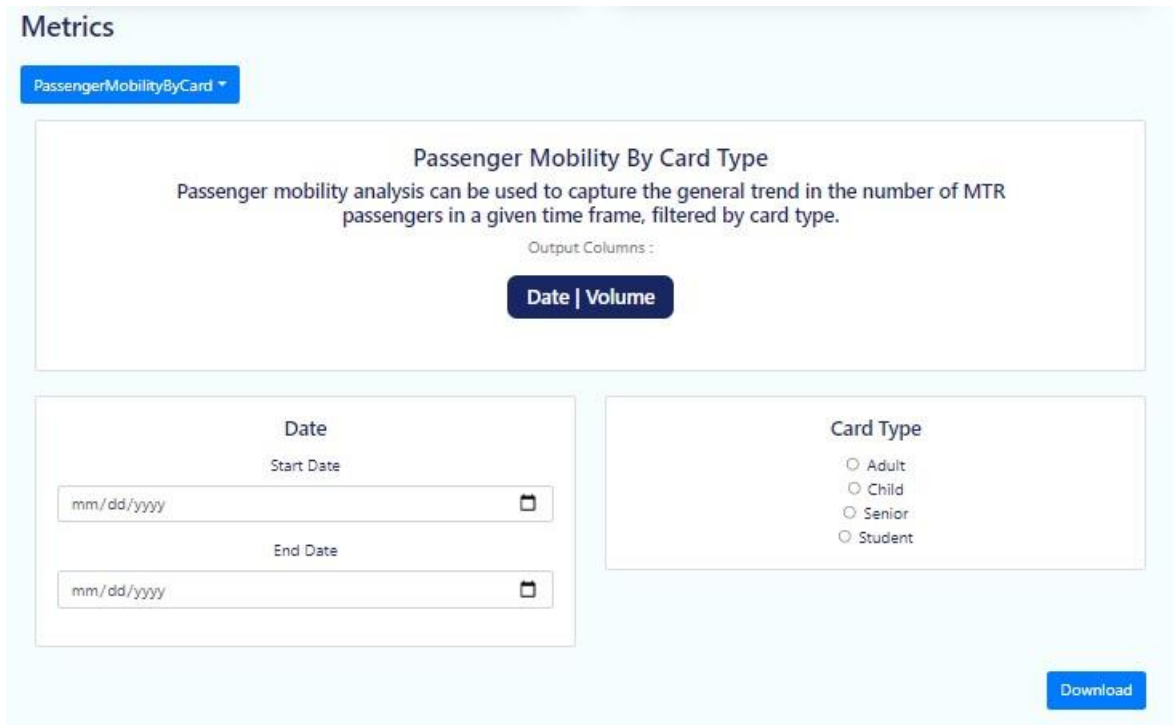 Metrics
PassengerMobilityByCard
Passenger Mobility By Card Type
Passenger mobility analysis can be used to capture the general trend in the number of MTR
passengers in a given time frame, filtered by card type.
Output Columns :
Date | Volume
Date
Start Date
mm/dd/yyyy
End Date
mm/dd/yyyy
Card Type
Adult
Child
Senior
Student
Download